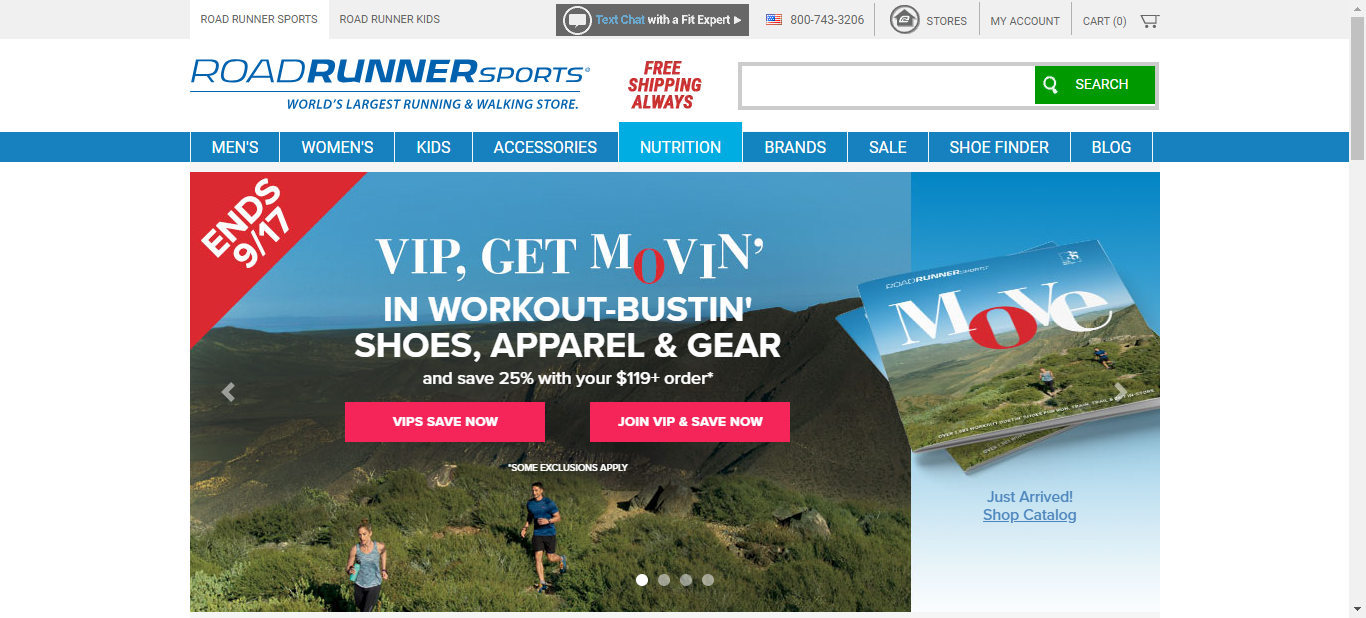 ROAD RUNNER SPORTS
ROAD RUNNER KIDS
Text Chat with a Fit Expert
800-743-3206
STORES
MY ACCOUNT
CART (0)
ROADRUNNERSPORTS
WORLD'S LARGEST RUNNING & WALKING STORE.
FREE
SHIPPING
ALWAYS
SEARCH
MEN'S
WOMEN'S
KIDS
ACCESSORIES
NUTRITION
BRANDS
SALE
SHOE FINDER
BLOG
ENDS
9/17
VIP, GET MOVIN'
IN WORKOUT-BUSTIN'
SHOES, APPAREL & GEAR
and save 25% with your $119+ order*
VIPS SAVE NOW
JOIN VIP & SAVE NOW
*SOME EXCLUSIONS APPLY
ROADRUNNERSPORTS
MOVe
Just Arrived!
Shop Catalog